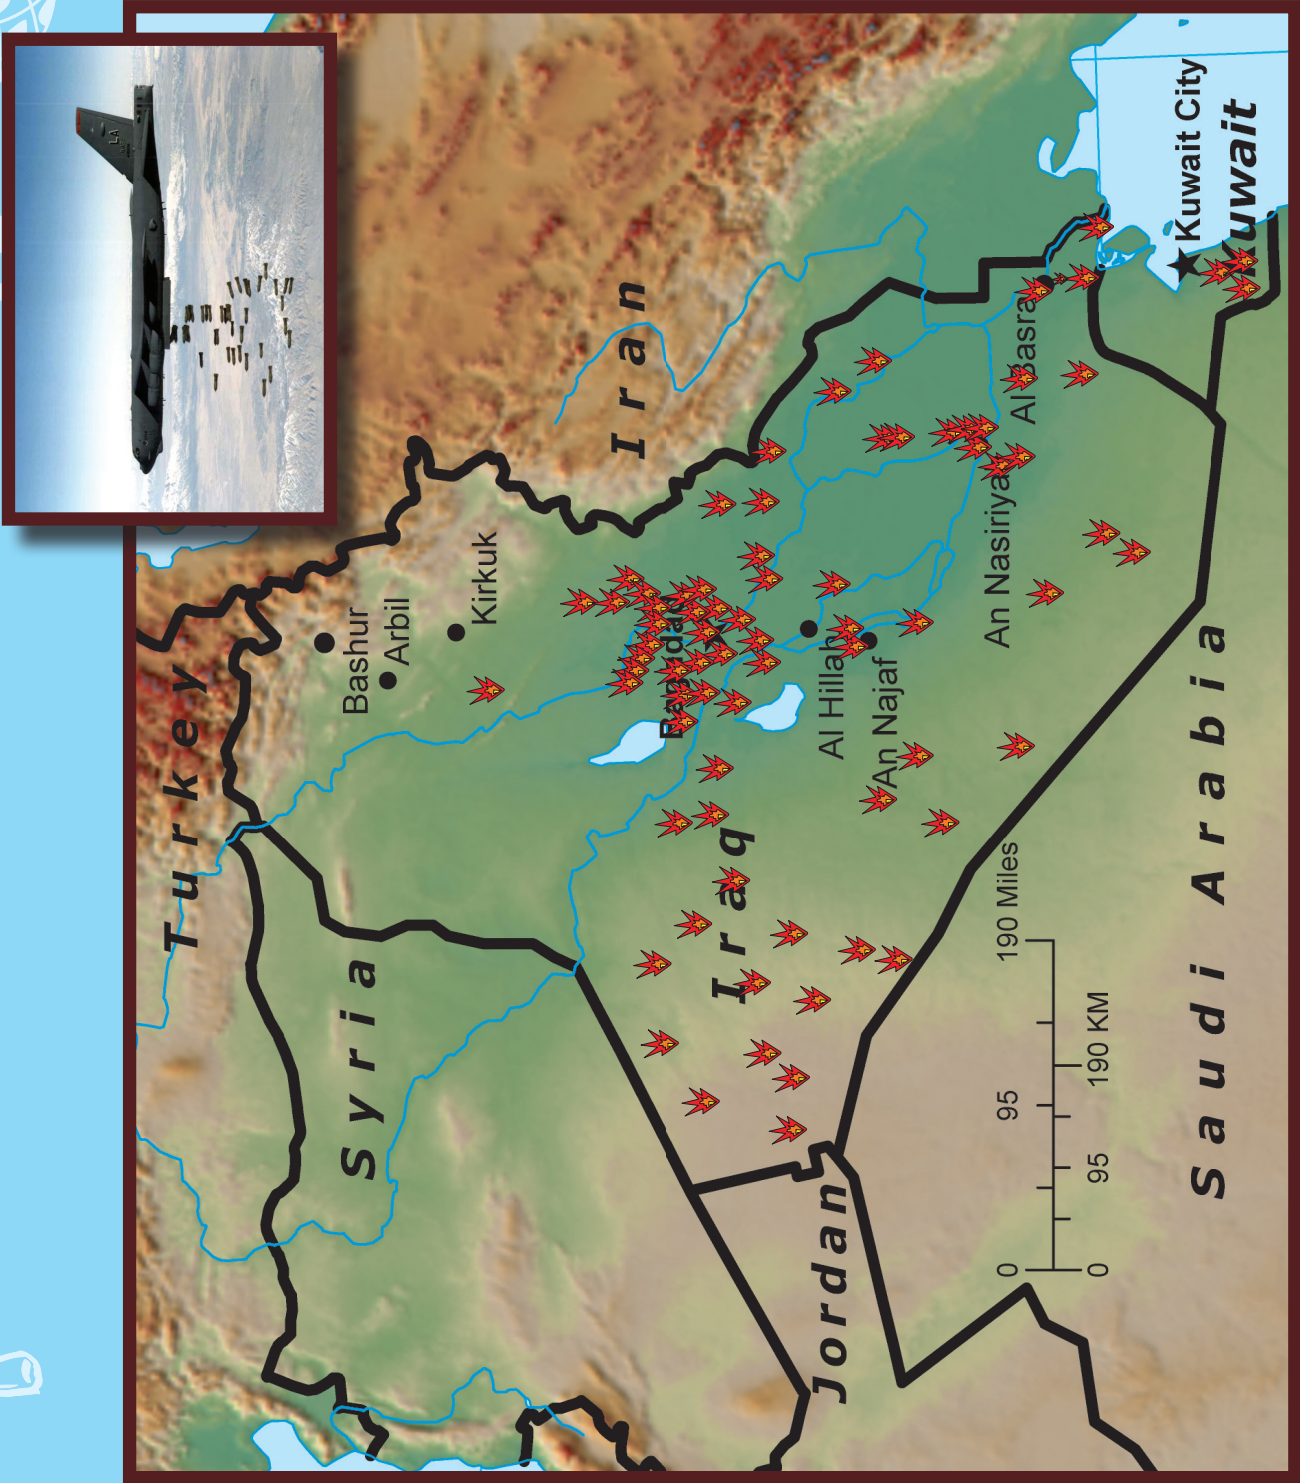 Turkey
Bashur
Arbil
Kirkuk
Syria
Iran
Baghdad
Iraq
Al Hillah
An Najaf
An Nasiriya
Al Basra
Kuwait City
Kuwait
Jordan
Saudi Arabia
0
95
190 Miles
0
95
190 KM
LA